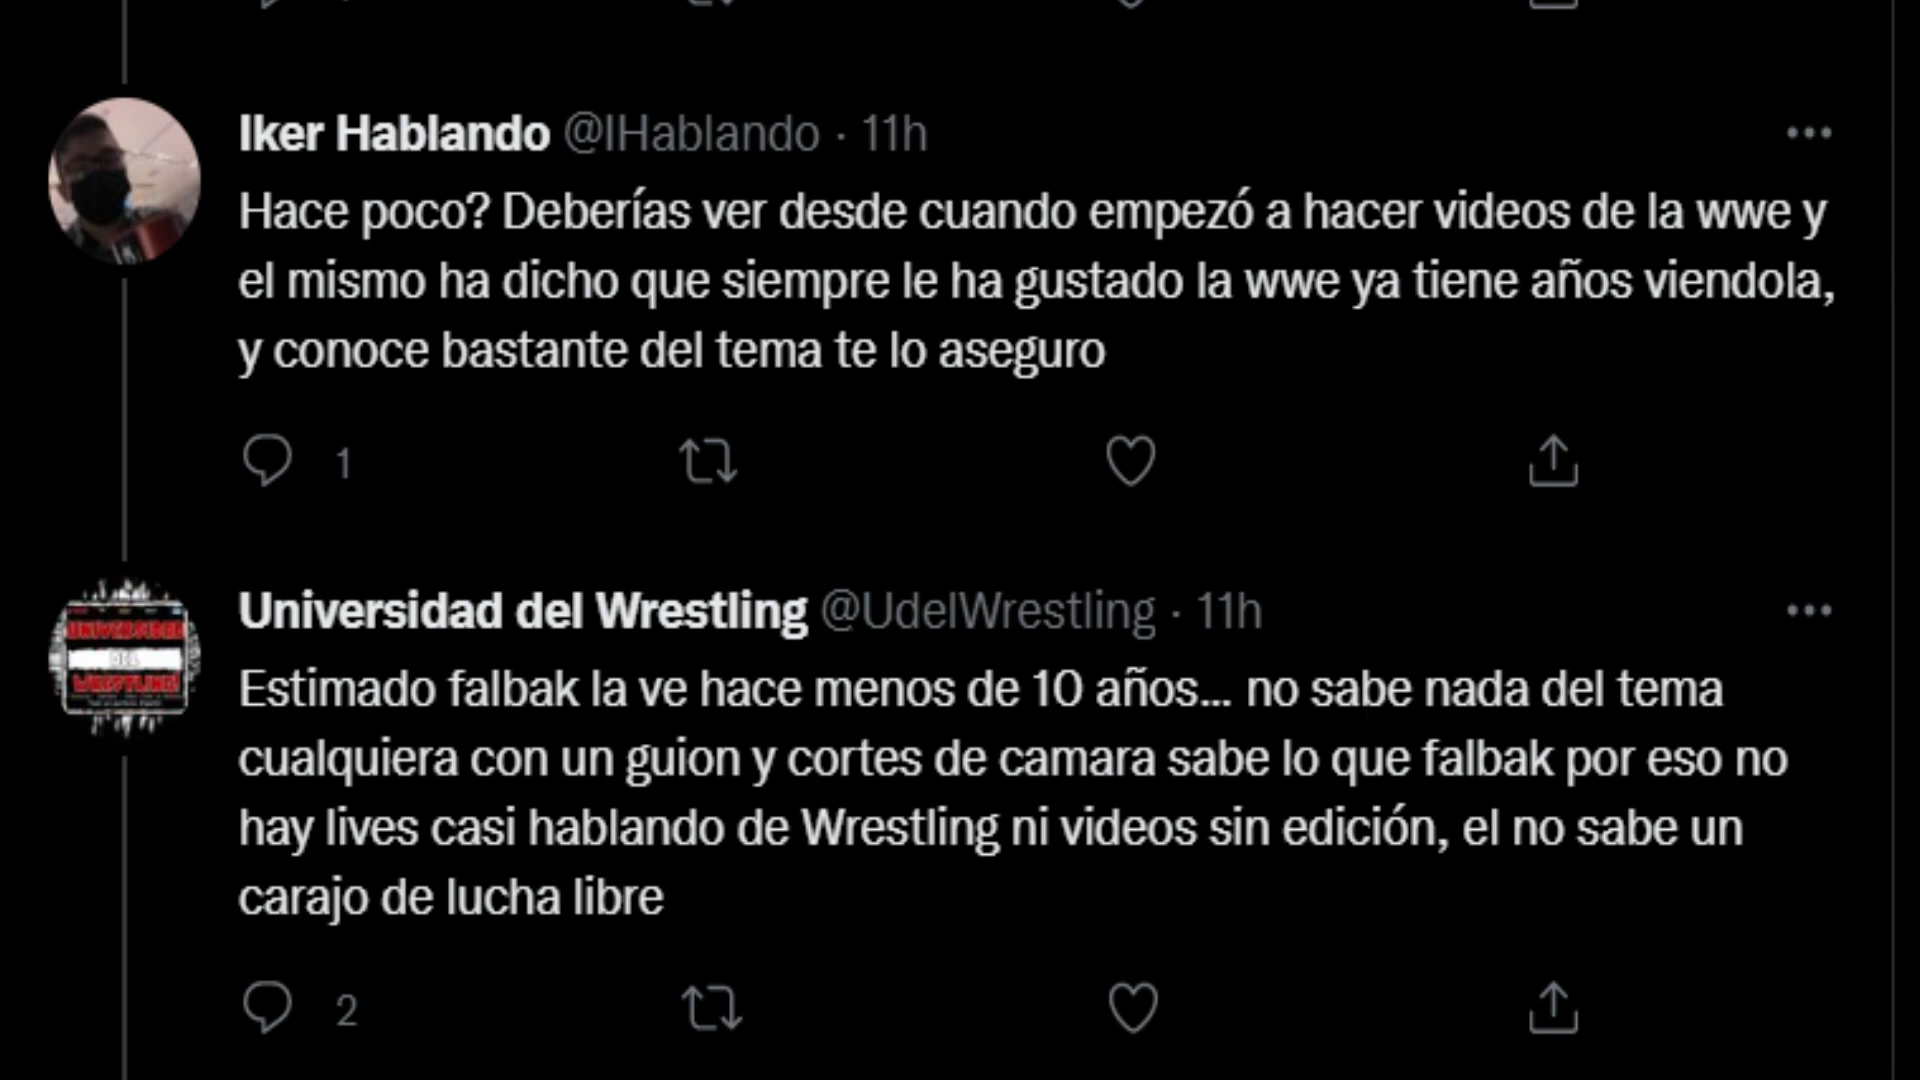 Iker Hablando @IHablando · 11h
Hace poco? Deberías ver desde cuando empezó a hacer videos de la wwe y
el mismo ha dicho que siempre le ha gustado la wwe ya tiene años viendola,
y conoce bastante del tema te lo aseguro
1
UNIVERSIDAD
DEL
WRESTLING
Universidad del Wrestling @UdelWrestling · 11h
Estimado falbak la ve hace menos de 10 años... no sabe nada del tema
cualquiera con un guion y cortes de camara sabe lo que falbak por eso no
hay lives casi hablando de Wrestling ni videos sin edición, el no sabe un
carajo de lucha libre
2